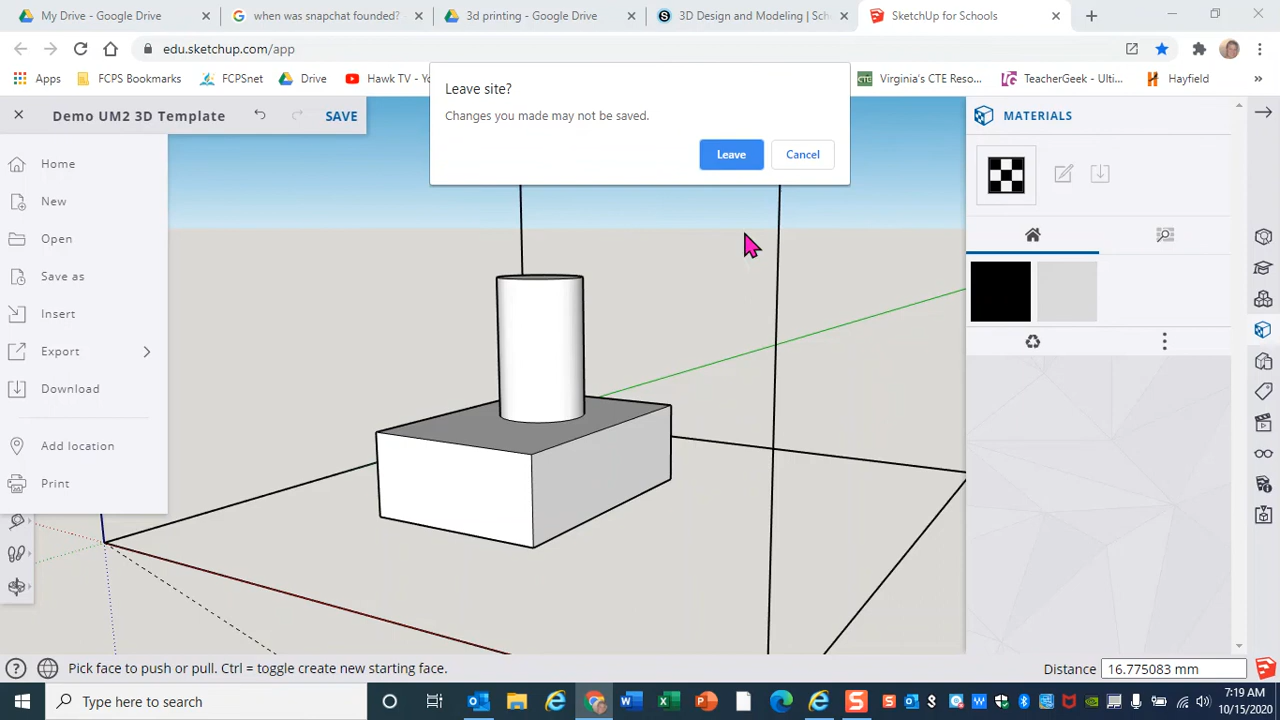 My Drive - Google Drive
when was snapchat founded?
3d printing - Google Drive
3D Design and Modeling | Sch
SketchUp for Schools
edu.sketchup.com/app
Apps
FCPS Bookmarks
FCPSnet
Drive
Hawk TV - Yo
Virginia's CTE Reso...
TeacherGeek - Ulti...
Hayfield
»
Leave site?
Changes you made may not be saved.
Leave
Cancel
Demo UM2 3D Template
SAVE
MATERIALS
Home
New
Open
Save as
Insert
Export
Download
Add location
Print
Pick face to push or pull. Ctrl = toggle create new starting face.
Distance
16.775083 mm
Type here to search
7:19 AM
10/15/2020